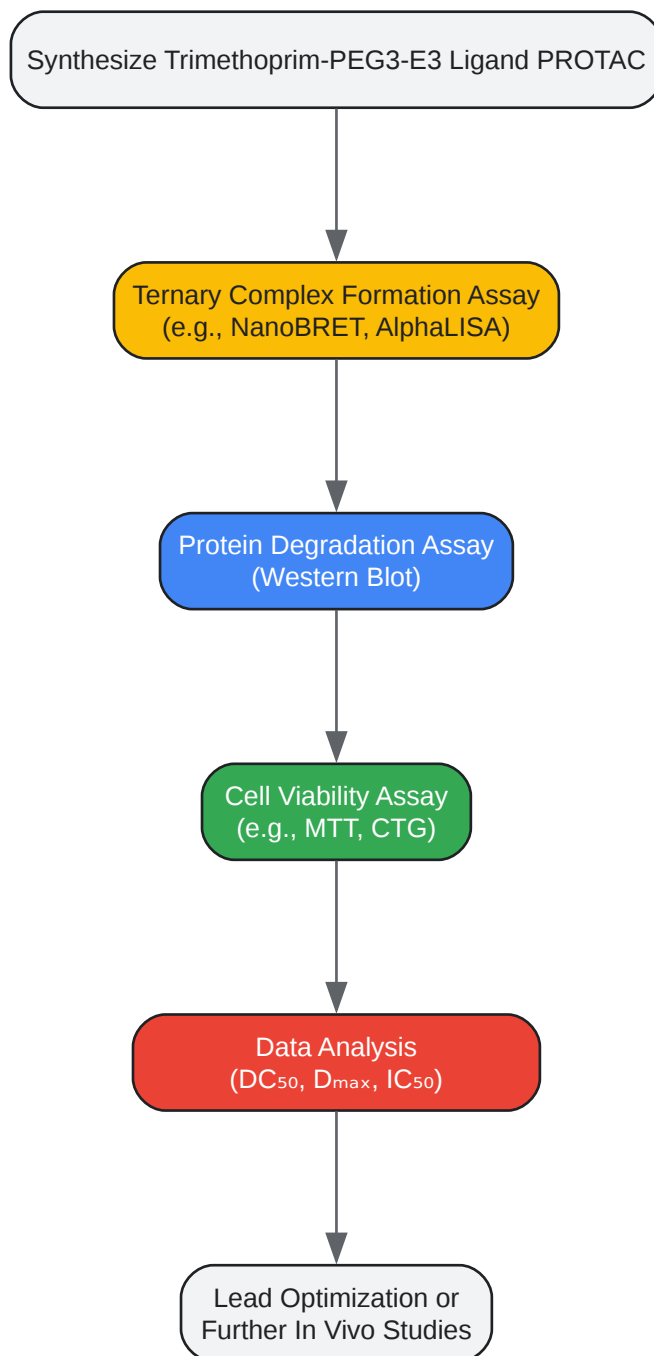 Synthesize Trimethoprim-PEG3-E3 Ligand PROTAC
Ternary Complex Formation Assay
(e.g., NanoBRET, AlphaLISA)
Protein Degradation Assay
(Western Blot)
Cell Viability Assay
(e.g., MTT, CTG)
Data Analysis
(DC₅₀, Dₘₐₓ, IC₅₀)
Lead Optimization or
Further In Vivo Studies